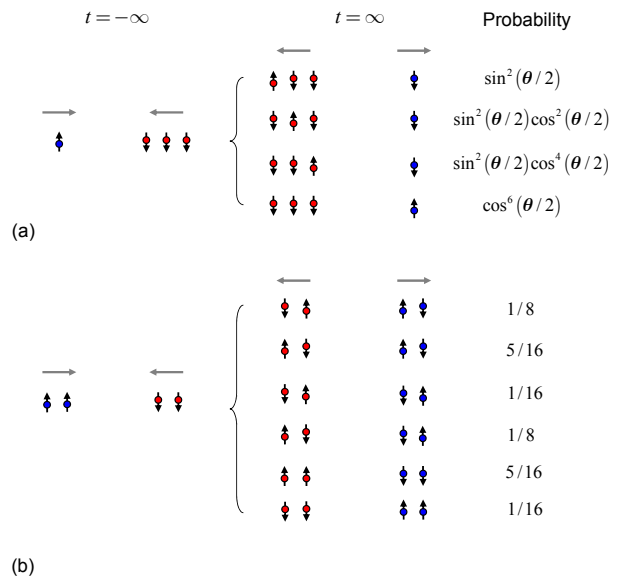 t = −∞ t = ∞ Probability
sin²(θ/2)
sin²(θ/2)cos²(θ/2)
sin²(θ/2)cos⁴(θ/2)
cos⁶(θ/2)
(a)
1/8
5/16
1/16
1/8
5/16
1/16
(b)